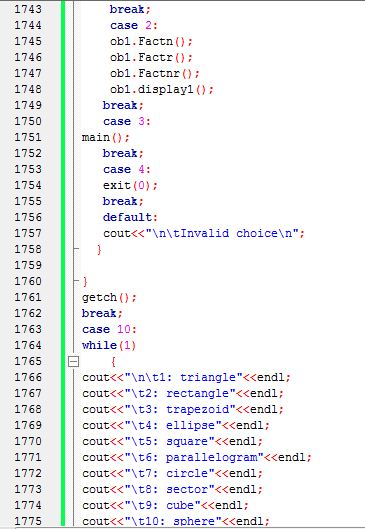 1743 break;
1744 case 2:
1745 ob1.Factn();
1746 ob1.Factr();
1747 ob1.Factnr();
1748 ob1.display1();
1749 break;
1750 case 3:
1751 main();
1752 break;
1753 case 4:
1754 exit(0);
1755 break;
1756 default:
1757 cout<<"\n\tInvalid choice\n";
1758 }
1759
1760 }
1761 getch();
1762 break;
1763 case 10:
1764 while(1)
1765 {
1766 cout<<"\n\t1: triangle"<<endl;
1767 cout<<"\t2: rectangle"<<endl;
1768 cout<<"\t3: trapezoid"<<endl;
1769 cout<<"\t4: ellipse"<<endl;
1770 cout<<"\t5: square"<<endl;
1771 cout<<"\t6: parallelogram"<<endl;
1772 cout<<"\t7: circle"<<endl;
1773 cout<<"\t8: sector"<<endl;
1774 cout<<"\t9: cube"<<endl;
1775 cout<<"\t10: sphere"<<endl;